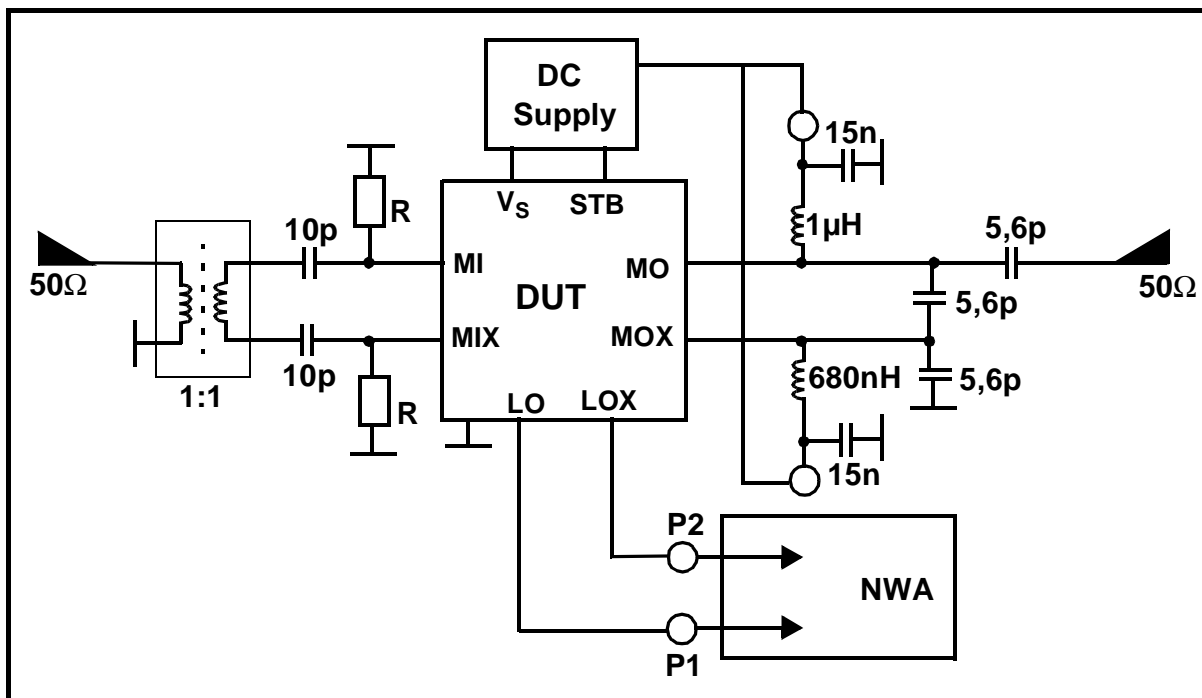 DC
Supply
15n
VS
STB
R
1µH
10p
5,6p
50Ω
MI
MO
50Ω
DUT
5,6p
MIX
MOX
10p
680nH
5,6p
1:1
R
LO
LOX
15n
P2
NWA
P1